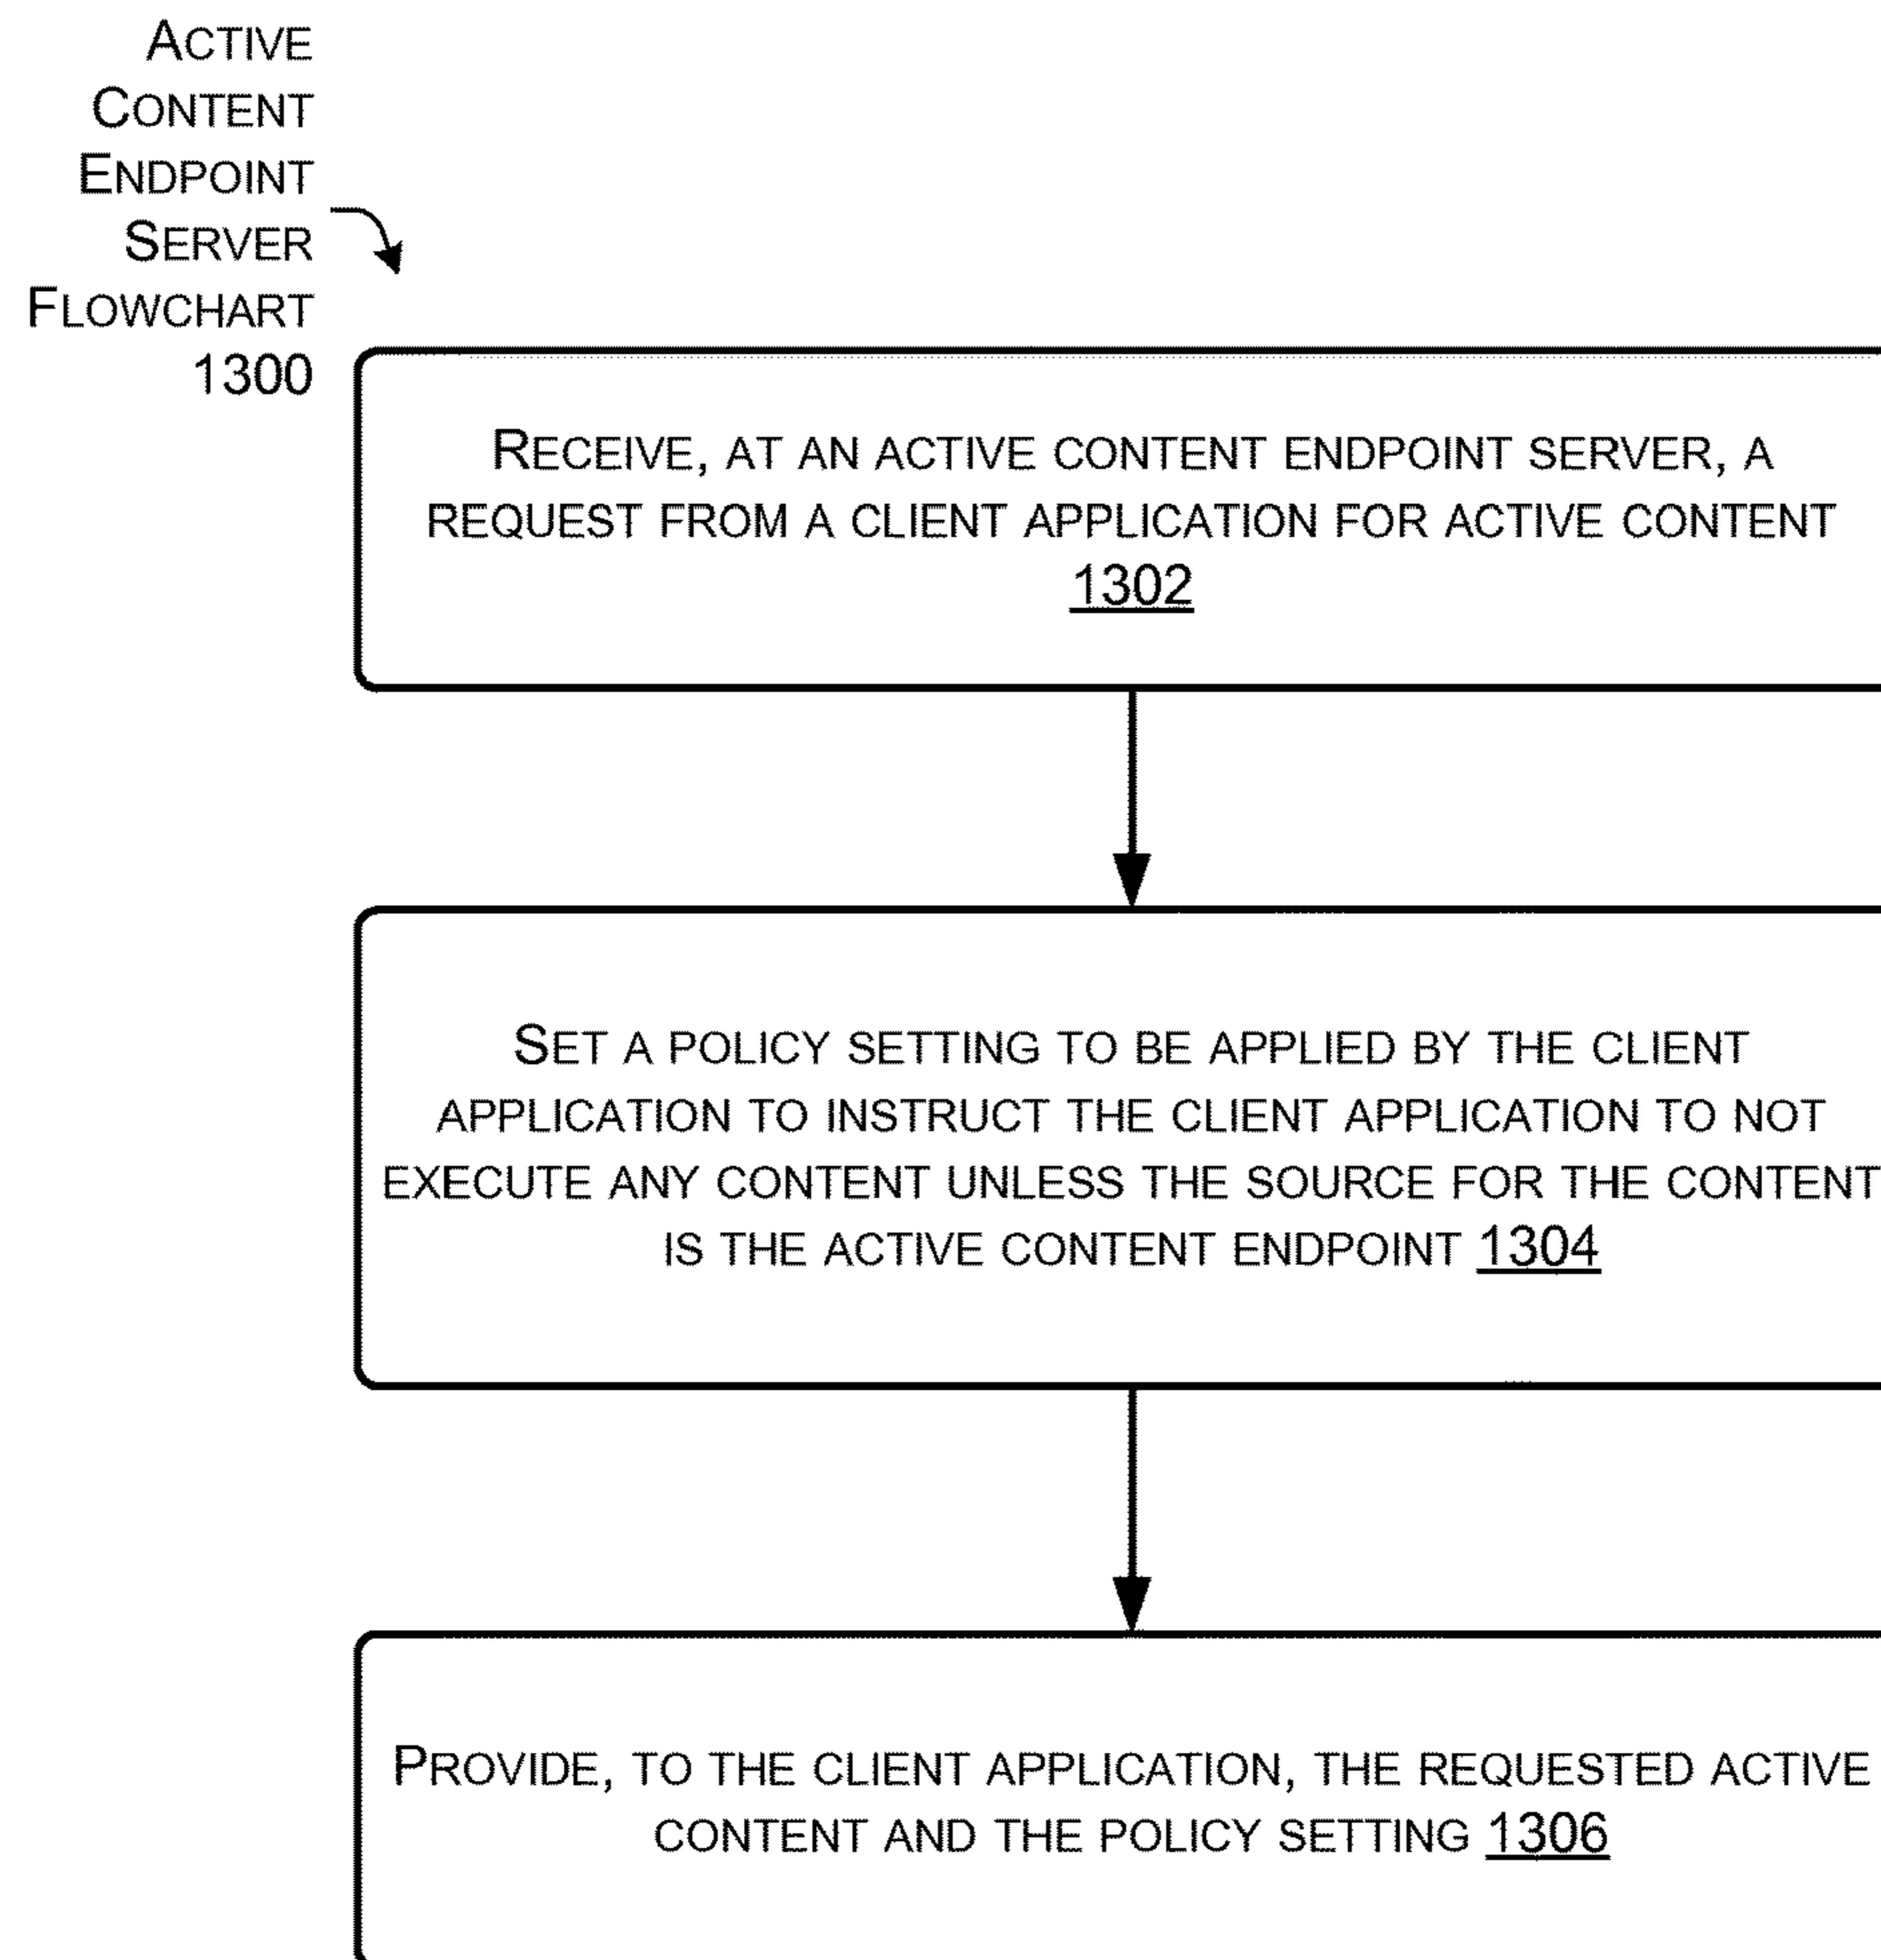 ACTIVE
CONTENT
ENDPOINT
SERVER
FLOWCHART
1300
RECEIVE, AT AN ACTIVE CONTENT ENDPOINT SERVER, A
REQUEST FROM A CLIENT APPLICATION FOR ACTIVE CONTENT
1302
SET A POLICY SETTING TO BE APPLIED BY THE CLIENT
APPLICATION TO INSTRUCT THE CLIENT APPLICATION TO NOT
EXECUTE ANY CONTENT UNLESS THE SOURCE FOR THE CONTENT
IS THE ACTIVE CONTENT ENDPOINT 1304
PROVIDE, TO THE CLIENT APPLICATION, THE REQUESTED ACTIVE
CONTENT AND THE POLICY SETTING 1306